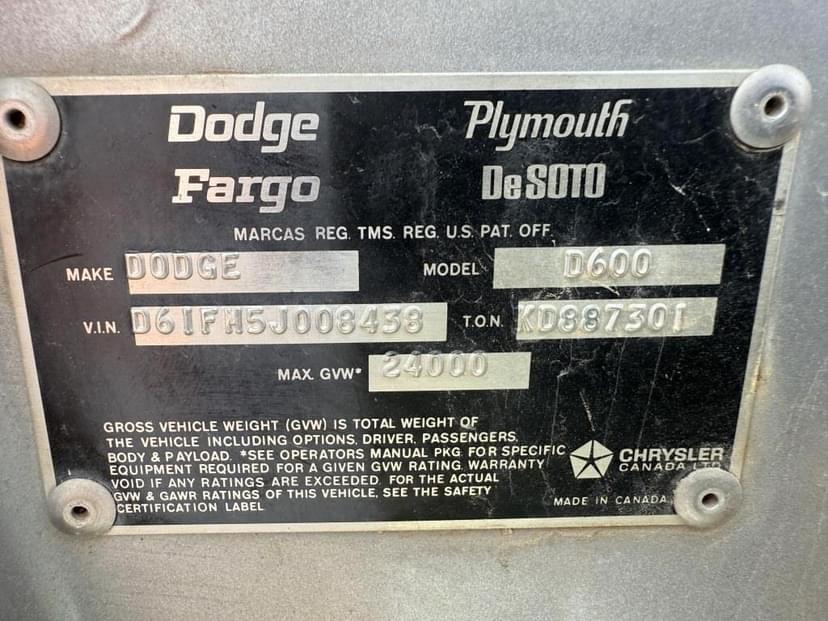 Dodge Plymouth
Fargo DeSOTO
MARCAS REG. TMS. REG. U.S. PAT. OFF.
MAKE DODGE MODEL D600
V.I.N. D61FH5J008438 T.O.N. KD887301
MAX. GVW* 24000
GROSS VEHICLE WEIGHT (GVW) IS TOTAL WEIGHT OF
THE VEHICLE INCLUDING OPTIONS, DRIVER, PASSENGERS,
BODY & PAYLOAD. *SEE OPERATORS MANUAL PKG. FOR SPECIFIC
EQUIPMENT REQUIRED FOR A GIVEN GVW RATING. WARRANTY
VOID IF ANY RATINGS ARE EXCEEDED. FOR THE ACTUAL
GVW & GAWR RATINGS OF THIS VEHICLE, SEE THE SAFETY
CERTIFICATION LABEL
CHRYSLER
CANADA LTD.
MADE IN CANADA